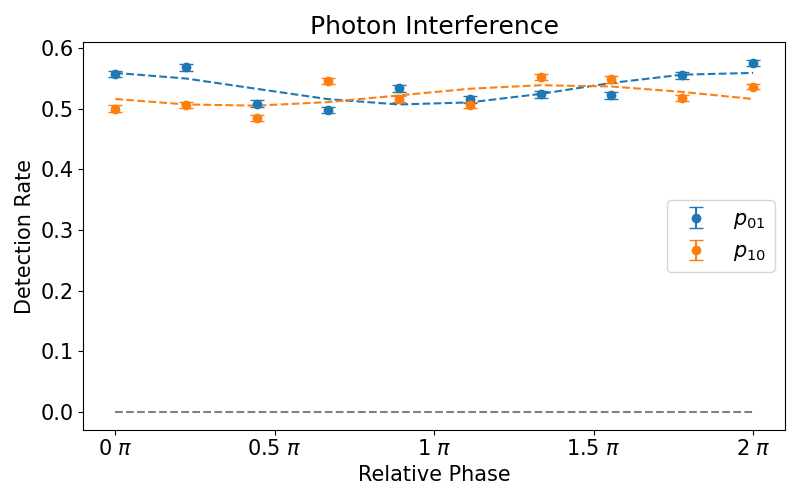 Photon Interference
Detection Rate
0.6
0.5
0.4
0.3
0.2
0.1
0.0
p₀₁
p₁₀
0 π
0.5 π
1 π
1.5 π
2 π
Relative Phase